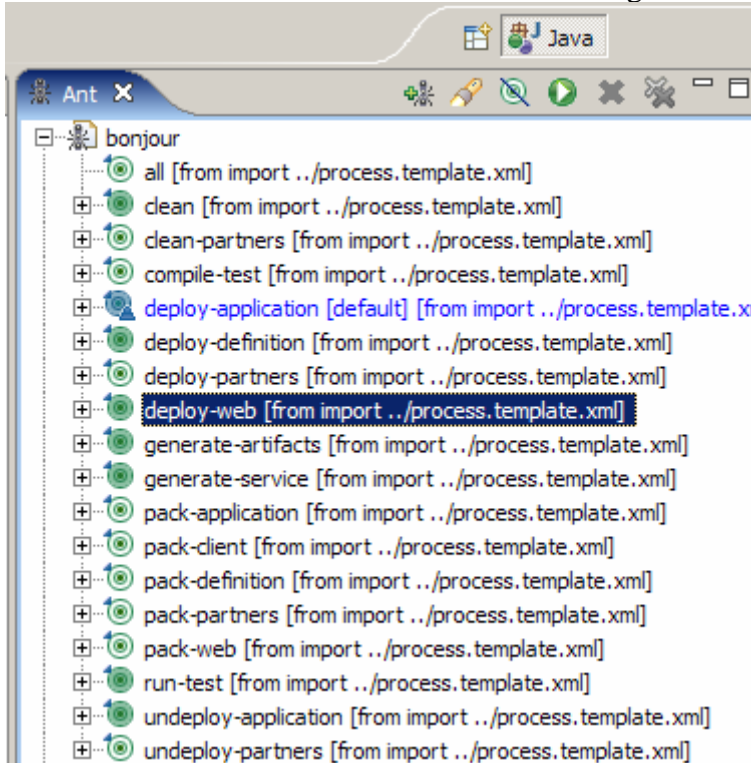 Java
Ant
bonjour
all [from import ../process.template.xml]
clean [from import ../process.template.xml]
clean-partners [from import ../process.template.xml]
compile-test [from import ../process.template.xml]
deploy-application [default] [from import ../process.template.x
deploy-definition [from import ../process.template.xml]
deploy-partners [from import ../process.template.xml]
deploy-web [from import ../process.template.xml]
generate-artifacts [from import ../process.template.xml]
generate-service [from import ../process.template.xml]
pack-application [from import ../process.template.xml]
pack-client [from import ../process.template.xml]
pack-definition [from import ../process.template.xml]
pack-partners [from import ../process.template.xml]
pack-web [from import ../process.template.xml]
run-test [from import ../process.template.xml]
undeploy-application [from import ../process.template.xml]
undeploy-partners [from import ../process.template.xml]